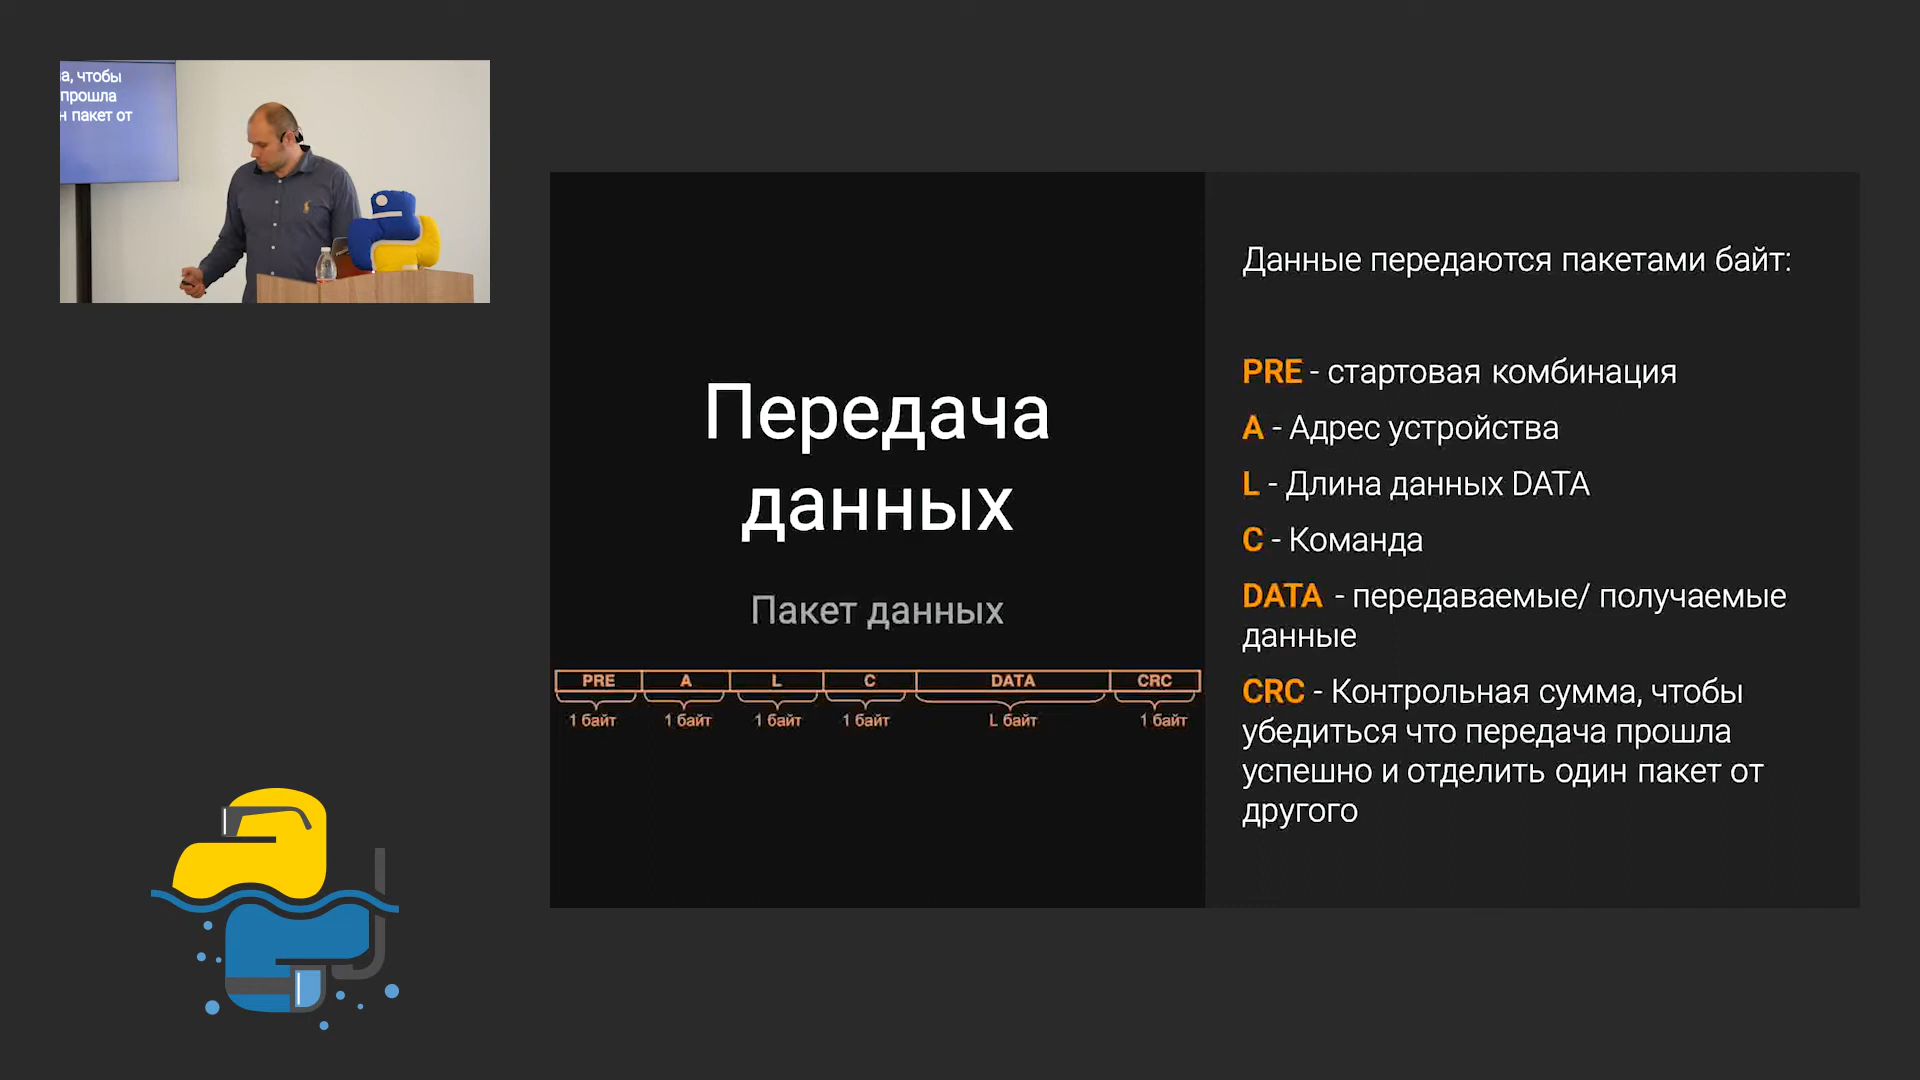 а, чтобы
прошла
н пакет от
Передача
данных
Пакет данных
PRE A L C DATA CRC
1 байт 1 байт 1 байт 1 байт L байт 1 байт
Данные передаются пакетами байт:
PRE - стартовая комбинация
A - Адрес устройства
L - Длина данных DATA
C - Команда
DATA - передаваемые/ получаемые
данные
CRC - Контрольная сумма, чтобы
убедиться что передача прошла
успешно и отделить один пакет от
другого